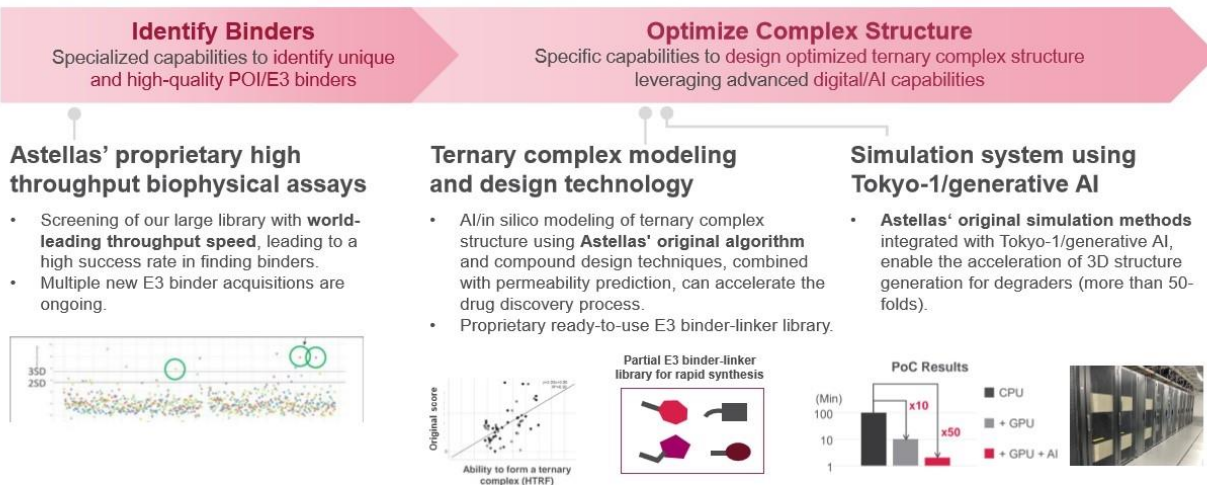 Identify Binders
Specialized capabilities to identify unique
and high-quality POI/E3 binders
Optimize Complex Structure
Specific capabilities to design optimized ternary complex structure
leveraging advanced digital/AI capabilities
Astellas’ proprietary high
throughput biophysical assays
• Screening of our large library with world-
leading throughput speed, leading to a
high success rate in finding binders.
• Multiple new E3 binder acquisitions are
ongoing.
3SD
2SD
Ternary complex modeling
and design technology
• AI/in silico modeling of ternary complex
structure using Astellas' original algorithm
and compound design techniques, combined
with permeability prediction, can accelerate the
drug discovery process.
• Proprietary ready-to-use E3 binder-linker library.
Original score
Ability to form a ternary
complex (HTRF)
Partial E3 binder-linker
library for rapid synthesis
Simulation system using
Tokyo-1/generative AI
• Astellas‘ original simulation methods
integrated with Tokyo-1/generative AI,
enable the acceleration of 3D structure
generation for degraders (more than 50-
folds).
PoC Results
(Min)
100
10
1
x10
x50
CPU
+ GPU
+ GPU + AI